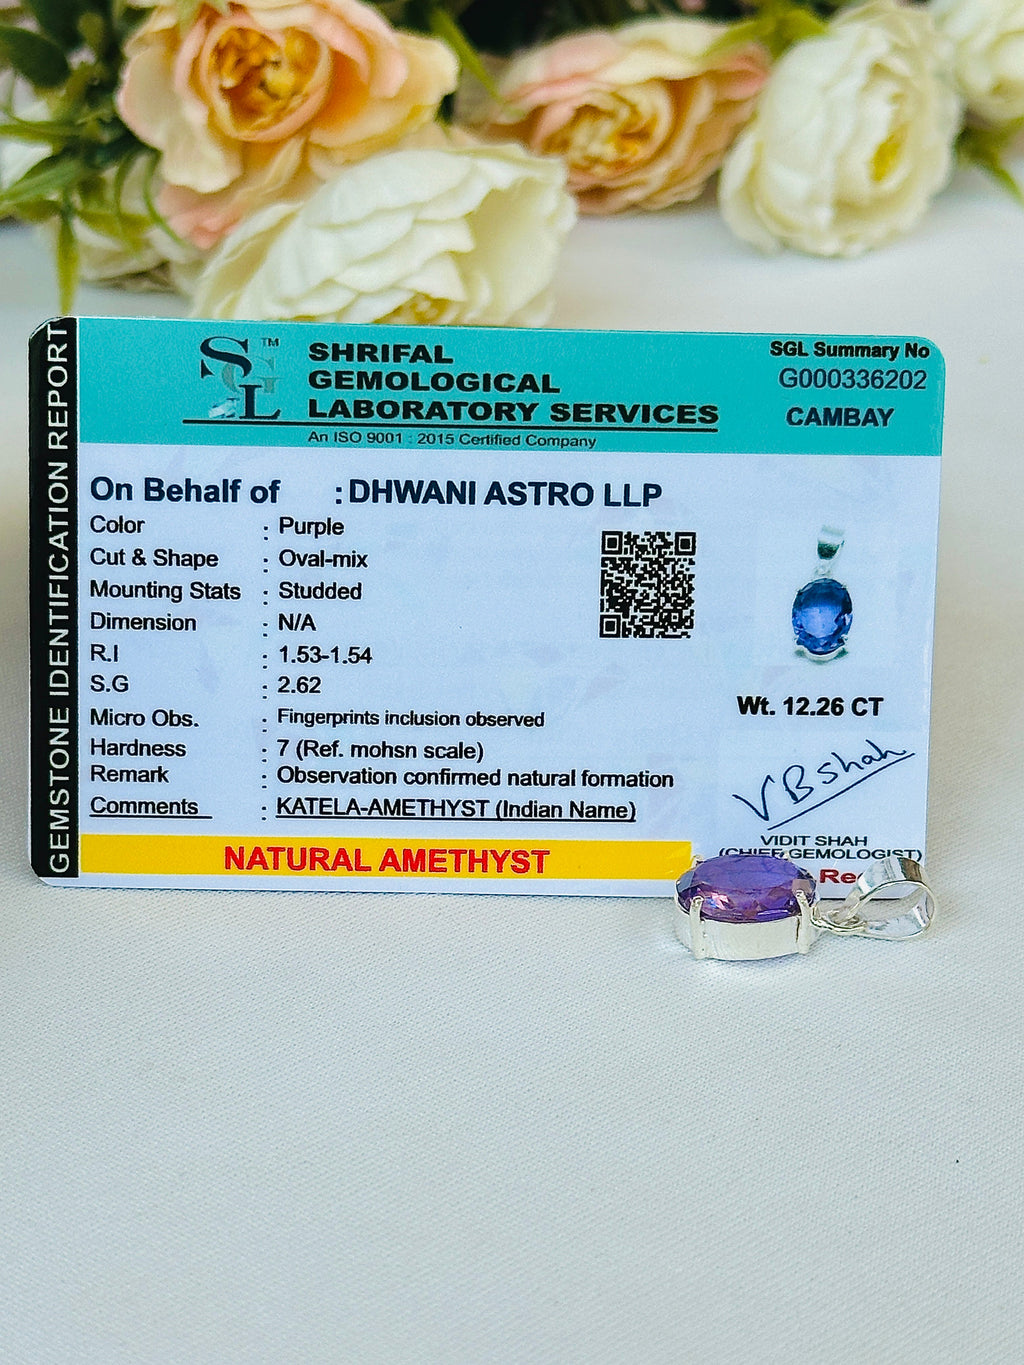 GEMSTONE IDENTIFICATION REPORT
SGL ™
SHRIFAL
GEMOLOGICAL
LABORATORY SERVICES
An ISO 9001 : 2015 Certified Company
SGL Summary No
G000336202
CAMBAY
On Behalf of : DHWANI ASTRO LLP
Color : Purple
Cut & Shape : Oval-mix
Mounting Stats : Studded
Dimension : N/A
R.I : 1.53-1.54
S.G : 2.62
Micro Obs. : Fingerprints inclusion observed
Hardness : 7 (Ref. mohsn scale)
Remark : Observation confirmed natural formation
Comments : KATELA-AMETHYST (Indian Name)
NATURAL AMETHYST
Wt. 12.26 CT
VBShah
VIDIT SHAH
(CHIEF GEMOLOGIST)